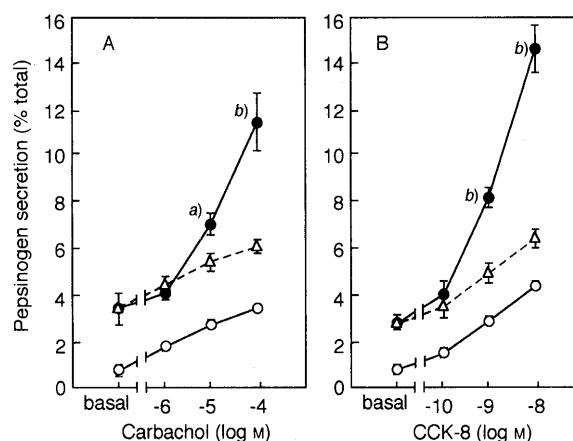 Pepsinogen secretion (% total)
16
14
12
10
8
6
4
2
0
A
a)
b)
basal
-6
-5
-4
Carbachol (log M)
16
14
12
10
8
6
4
2
0
B
b)
b)
basal
-10
-9
-8
CCK-8 (log M)